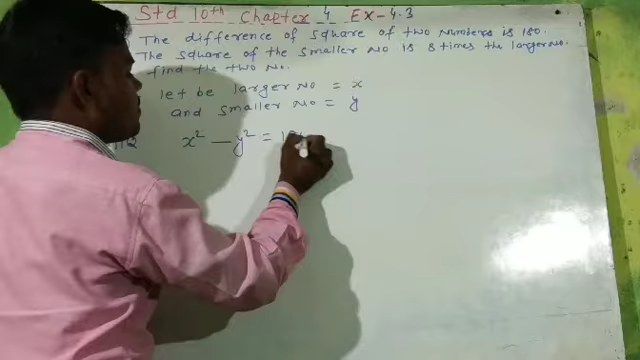 Std 10th Chapter 4 Ex-4.3
The difference of square of two numbers is 180.
The square of the smaller no is 8 times the larger no.
find the two no.
let be larger no = x
and smaller no = y
x² - y² = 18